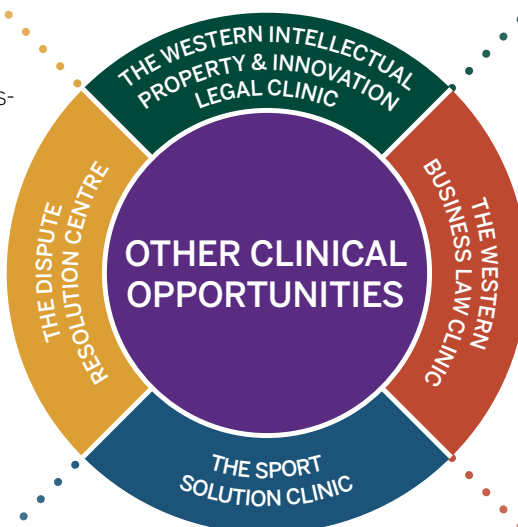 s-
THE WESTERN INTELLECTUAL
PROPERTY & INNOVATION
LEGAL CLINIC
THE DISPUTE
RESOLUTION CENTRE
OTHER CLINICAL
OPPORTUNITIES
THE WESTERN
BUSINESS LAW CLINIC
THE SPORT
SOLUTION CLINIC